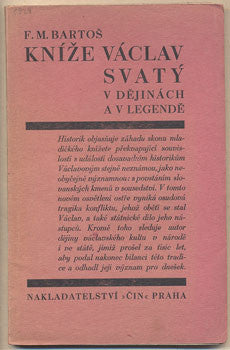 1929
F. M. BARTOŠ
KNÍŽE VÁCLAV
SVATÝ
V DĚJINÁCH
A V LEGENDĚ
Historik objasňuje záhadu skonu mla-
dičkého knížete překvapující souvis-
lostí s událostí dosavadním historikům
Václavovým stejně neznámou, jako ne-
obyčejně významnou: s povstáním slo-
vanských kmenů v sousedství. V tomto
novém osvětlení ostře vyniká osudová
tragika konfliktu, jehož obětí se stal
Václav, a také státnické dílo jeho ná-
stupců. Kromě toho sleduje autor
dějiny václavského kultu v národě
i ve státě, jimiž prošel za tisíc let,
aby podal nakonec bilanci této tradi-
ce a odhadl její význam pro dnešek.
NAKLADATELSTVÍ »ČIN« PRAHA